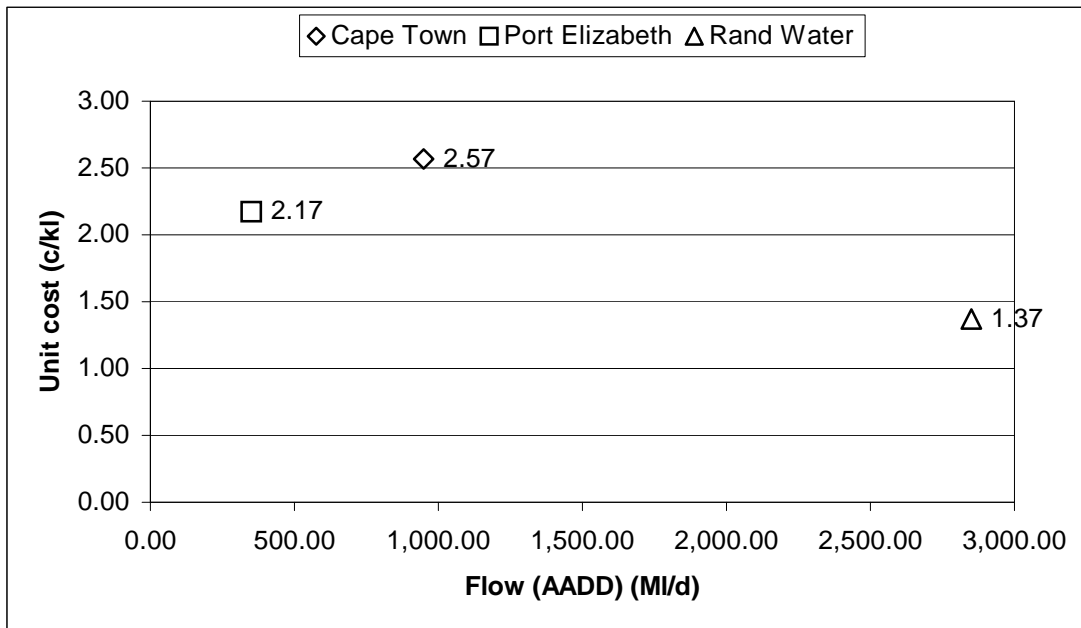 Cape Town Port Elizabeth Rand Water
3.00
2.50
2.00
1.50
1.00
0.50
0.00
Unit cost (c/kl)
2.57
2.17
1.37
0.00 500.00 1,000.00 1,500.00 2,000.00 2,500.00 3,000.00
Flow (AADD) (Ml/d)